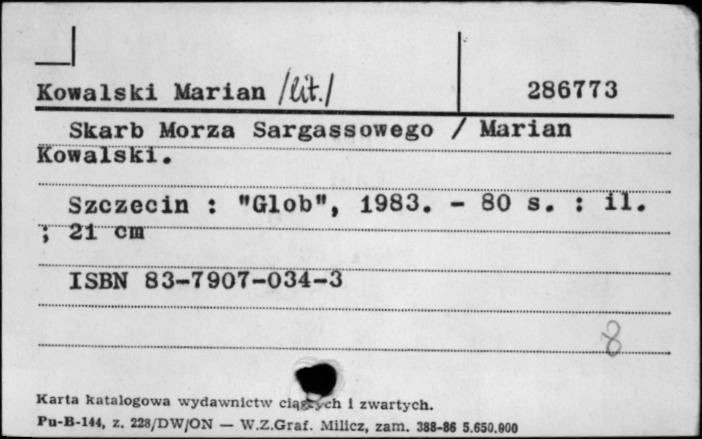 Kowalski Marian /lit./ 286773
Skarb Morza Sargassowego / Marian
Kowalski.
Szczecin : "Glob", 1983. - 80 s. : il.
; 21 cm
ISBN 83-7907-034-3
8
Karta katalogowa wydawnictw ciągłych i zwartych.
Pu-B-144, z. 228/DW/ON — W.Z.Graf. Milicz, zam. 388-86 5.650.000